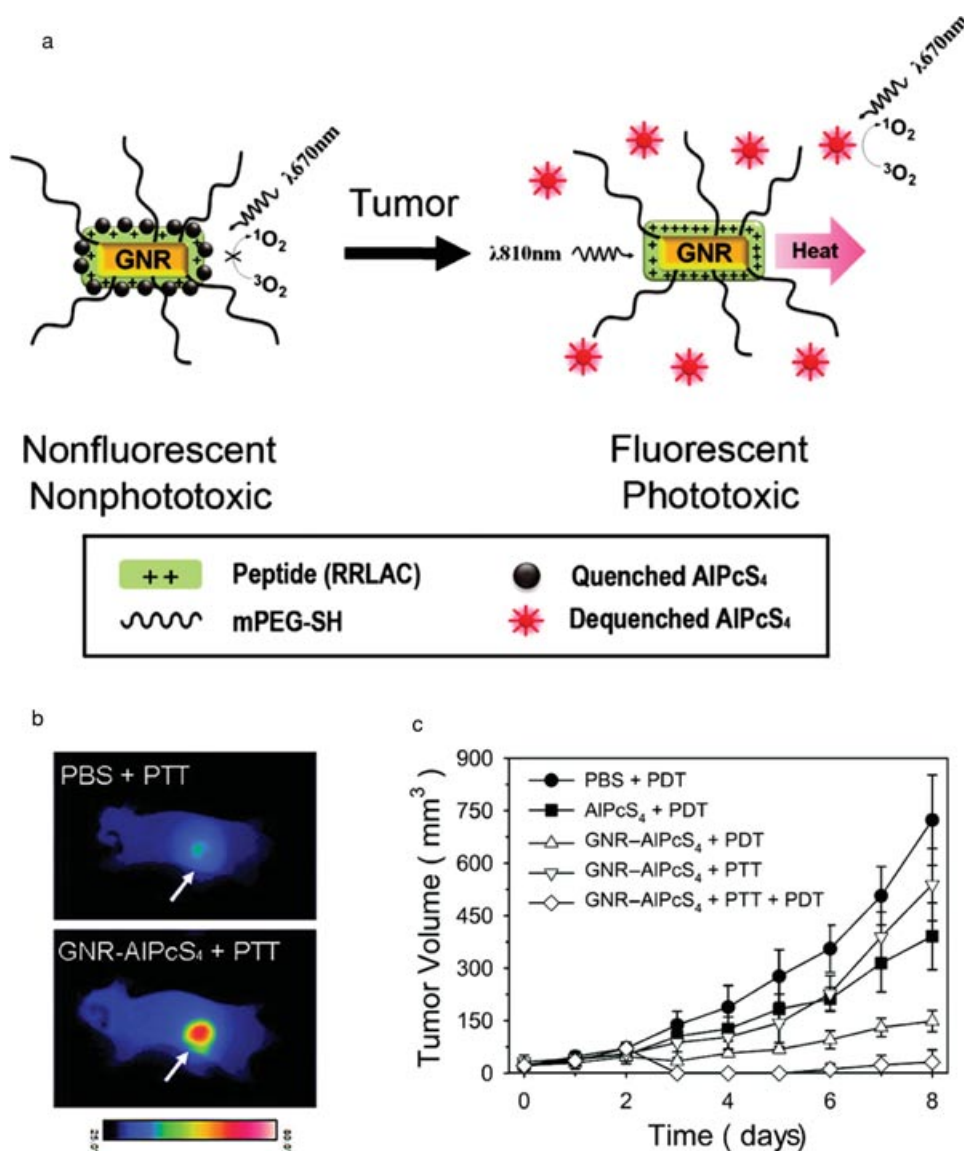 a
λ670nm
¹O₂
³O₂
GNR
Tumor
λ810nm
GNR
Heat
λ670nm
¹O₂
³O₂
Nonfluorescent
Nonphototoxic
Fluorescent
Phototoxic
++ Peptide (RRLAC)
Quenched AlPcS₄
mPEG-SH
Dequenched AlPcS₄
b
PBS + PTT
GNR-AlPcS₄ + PTT
c
Tumor Volume ( mm³ )
900
750
600
450
300
150
0
PBS + PDT
AlPcS₄ + PDT
GNR–AlPcS₄ + PDT
GNR–AlPcS₄ + PTT
GNR–AlPcS₄ + PTT + PDT
0 2 4 6 8
Time ( days)